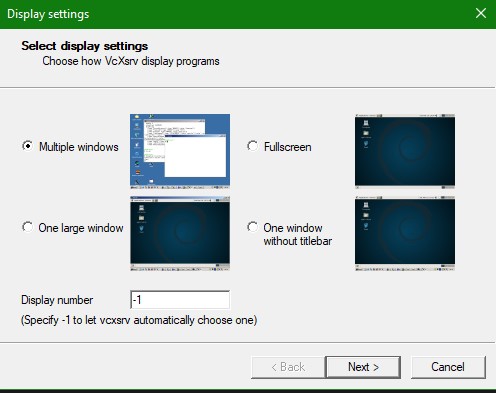 Display settings
Select display settings
Choose how VcXsrv display programs
Multiple windows
Fullscreen
One large window
One window
without titlebar
Display number
-1
(Specify -1 to let vcxsrv automatically choose one)
< Back
Next >
Cancel